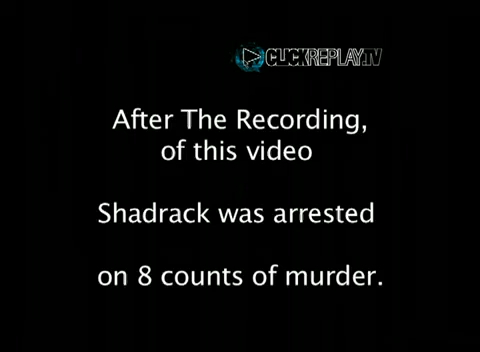 CLICKREPLAY.TV
After The Recording,
of this video
Shadrack was arrested
on 8 counts of murder.